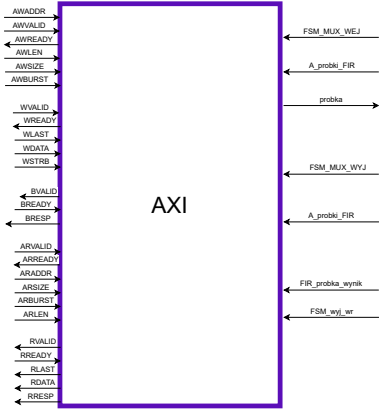 AWADDR
AWVALID
AWREADY
AWLEN
AWSIZE
AWBURST
WVALID
WREADY
WLAST
WDATA
WSTRB
BVALID
BREADY
BRESP
ARVALID
ARREADY
ARADDR
ARSIZE
ARBURST
ARLEN
RVALID
RREADY
RLAST
RDATA
RRESP
AXI
FSM_MUX_WEJ
A_probki_FIR
probka
FSM_MUX_WYJ
A_probki_FIR
FIR_probka_wynik
FSM_wyj_wr